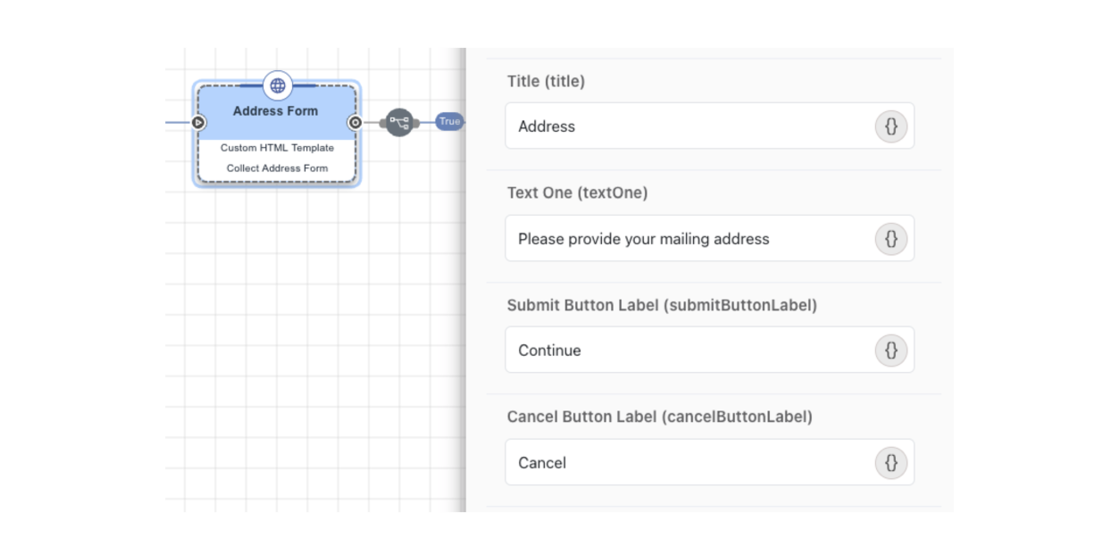 Address Form
Custom HTML Template
Collect Address Form
True
Title (title)
Address
{}
Text One (textOne)
Please provide your mailing address
{}
Submit Button Label (submitButtonLabel)
Continue
{}
Cancel Button Label (cancelButtonLabel)
Cancel
{}